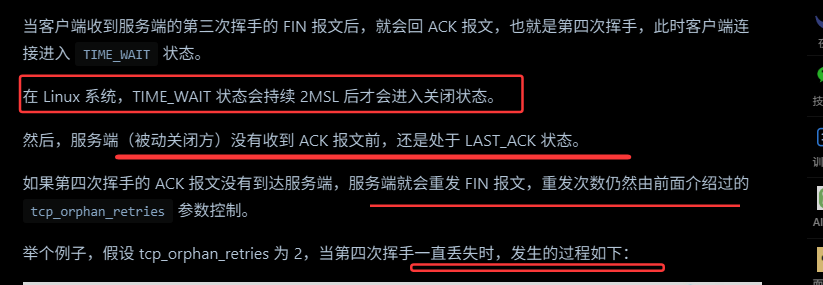 当客户端收到服务端的第三次挥手的 FIN 报文后，就会回 ACK 报文，也就是第四次挥手，此时客户端连
接进入 TIME_WAIT 状态。
在 Linux 系统，TIME_WAIT 状态会持续 2MSL 后才会进入关闭状态。
然后，服务端（被动关闭方）没有收到 ACK 报文前，还是处于 LAST_ACK 状态。
如果第四次挥手的 ACK 报文没有到达服务端，服务端就会重发 FIN 报文，重发次数仍然由前面介绍过的
tcp_orphan_retries 参数控制。
举个例子，假设 tcp_orphan_retries 为 2，当第四次挥手一直丢失时，发生的过程如下：
技
训
AI